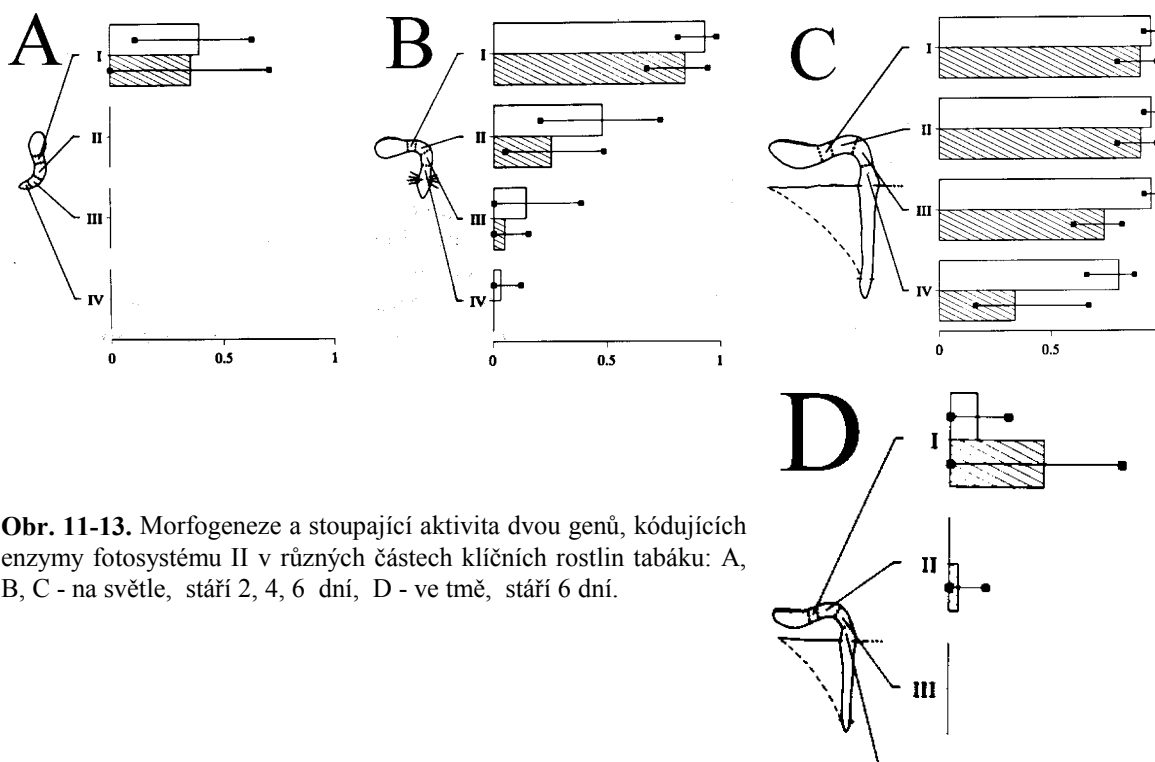 A
I
II
III
IV
0 0.5 1
B
I
II
III
IV
0 0.5 1
C
I
II
III
IV
0 0.5
D
I
II
III
Obr. 11-13. Morfogeneze a stoupající aktivita dvou genů, kódujících
enzymy fotosystému II v různých částech klíčních rostlin tabáku: A,
B, C - na světle, stáří 2, 4, 6 dní, D - ve tmě, stáří 6 dní.